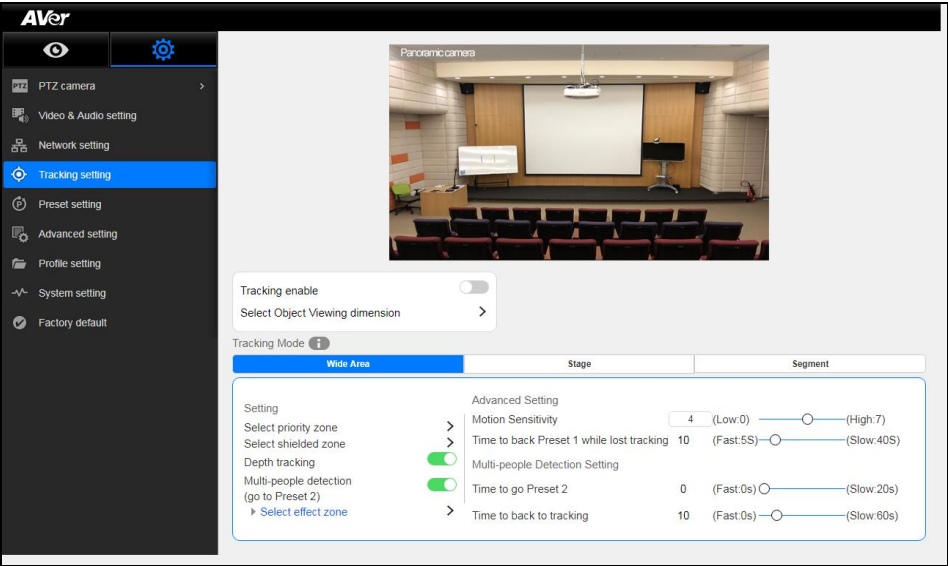 AVer
PTZ PTZ camera
Video & Audio setting
Network setting
Tracking setting
P Preset setting
Advanced setting
Profile setting
System setting
Factory default
Panoramic camera
Tracking enable
Select Object Viewing dimension
Tracking Mode i
Wide Area Stage Segment
Setting
Select priority zone
Select shielded zone
Depth tracking
Multi-people detection
(go to Preset 2)
Select effect zone
Advanced Setting
Motion Sensitivity 4 (Low:0) (High:7)
Time to back Preset 1 while lost tracking 10 (Fast:5S) (Slow:40S)
Multi-people Detection Setting
Time to go Preset 2 0 (Fast:0s) (Slow:20s)
Time to back to tracking 10 (Fast:0s) (Slow:60s)